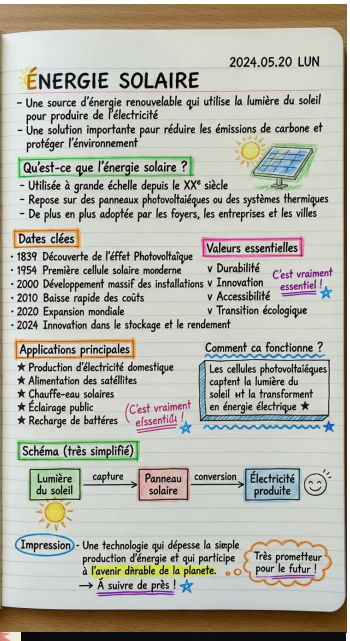 2024.05.20 LUN
ÉNERGIE SOLAIRE
- Une source d'énergie renouvelable qui utilise la lumière du soleil
pour produire de l'électricité
- Une solution importante paur réduire les émissions de carbone et
protéger l'énvironnement
Qu'est-ce que l'énergie solaire ?
- Utilisée à grande échelle depuis le XXe siècle
- Repose sur des panneaux photovoltaiéques ou des systèmes thermiques
- De plus en plus adoptée par les foyers, les entreprises et les villes
Dates clées
· 1839 Découverte de l'éffet Photovoltaîque
· 1954 Première cellule solaire moderne
· 2000 Développement massif des installations
· 2010 Baisse rapide des coûts
· 2020 Expansion mondiale
· 2024 Innovation dans le stockage et le rendement
Valeurs essentielles
v Durabilité
v Innovation
v Accessibilité
v Transition écologique
C'est vraiment
essentiel !
Applications principales
★ Production d'électricité domestique
★ Alimentation des satéllites
★ Chauffe-eau solaires
★ Éclairage public
★ Recharge de battéres
(C'est vraiment
Comment ca fonctionne ?
Les cellules photovoltaiéques
captent la lumière du
soleil et la transforment
en énergie électrique ★
Schéma (très simplifié)
Lumière
du soleil
capture
Panneau
solaire
conversion
Électricité
produite
Impression
- Une technologie qui dépesse la simple
production d'énergie et qui participe
à l'avenir dhrable de la planete.
→ Á suivre de près !
Très prometteur
pour le futur !